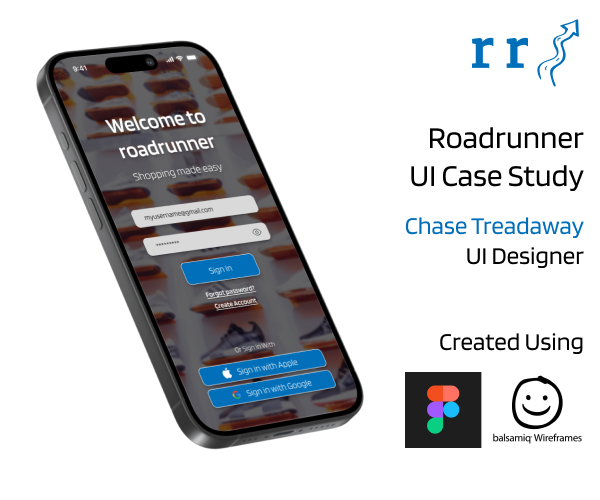 9:41
Welcome to
roadrunner
Shopping made easy
myusername@gmail.com
•••••••••
Sign in
Forgot password?
Create Account
Or Sign In With
Sign in with Apple
Sign in with Google
r r
Roadrunner
UI Case Study
Chase Treadaway
UI Designer
Created Using
balsamiq® Wireframes